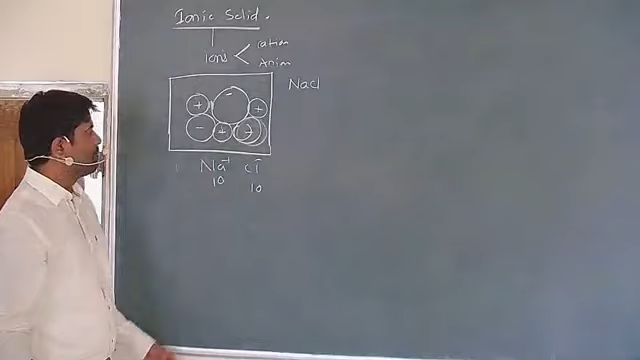 Ionic Solid.
ions < cation
Anion
NaCl
+ - +
- + +
Na+ Cl-
10 10